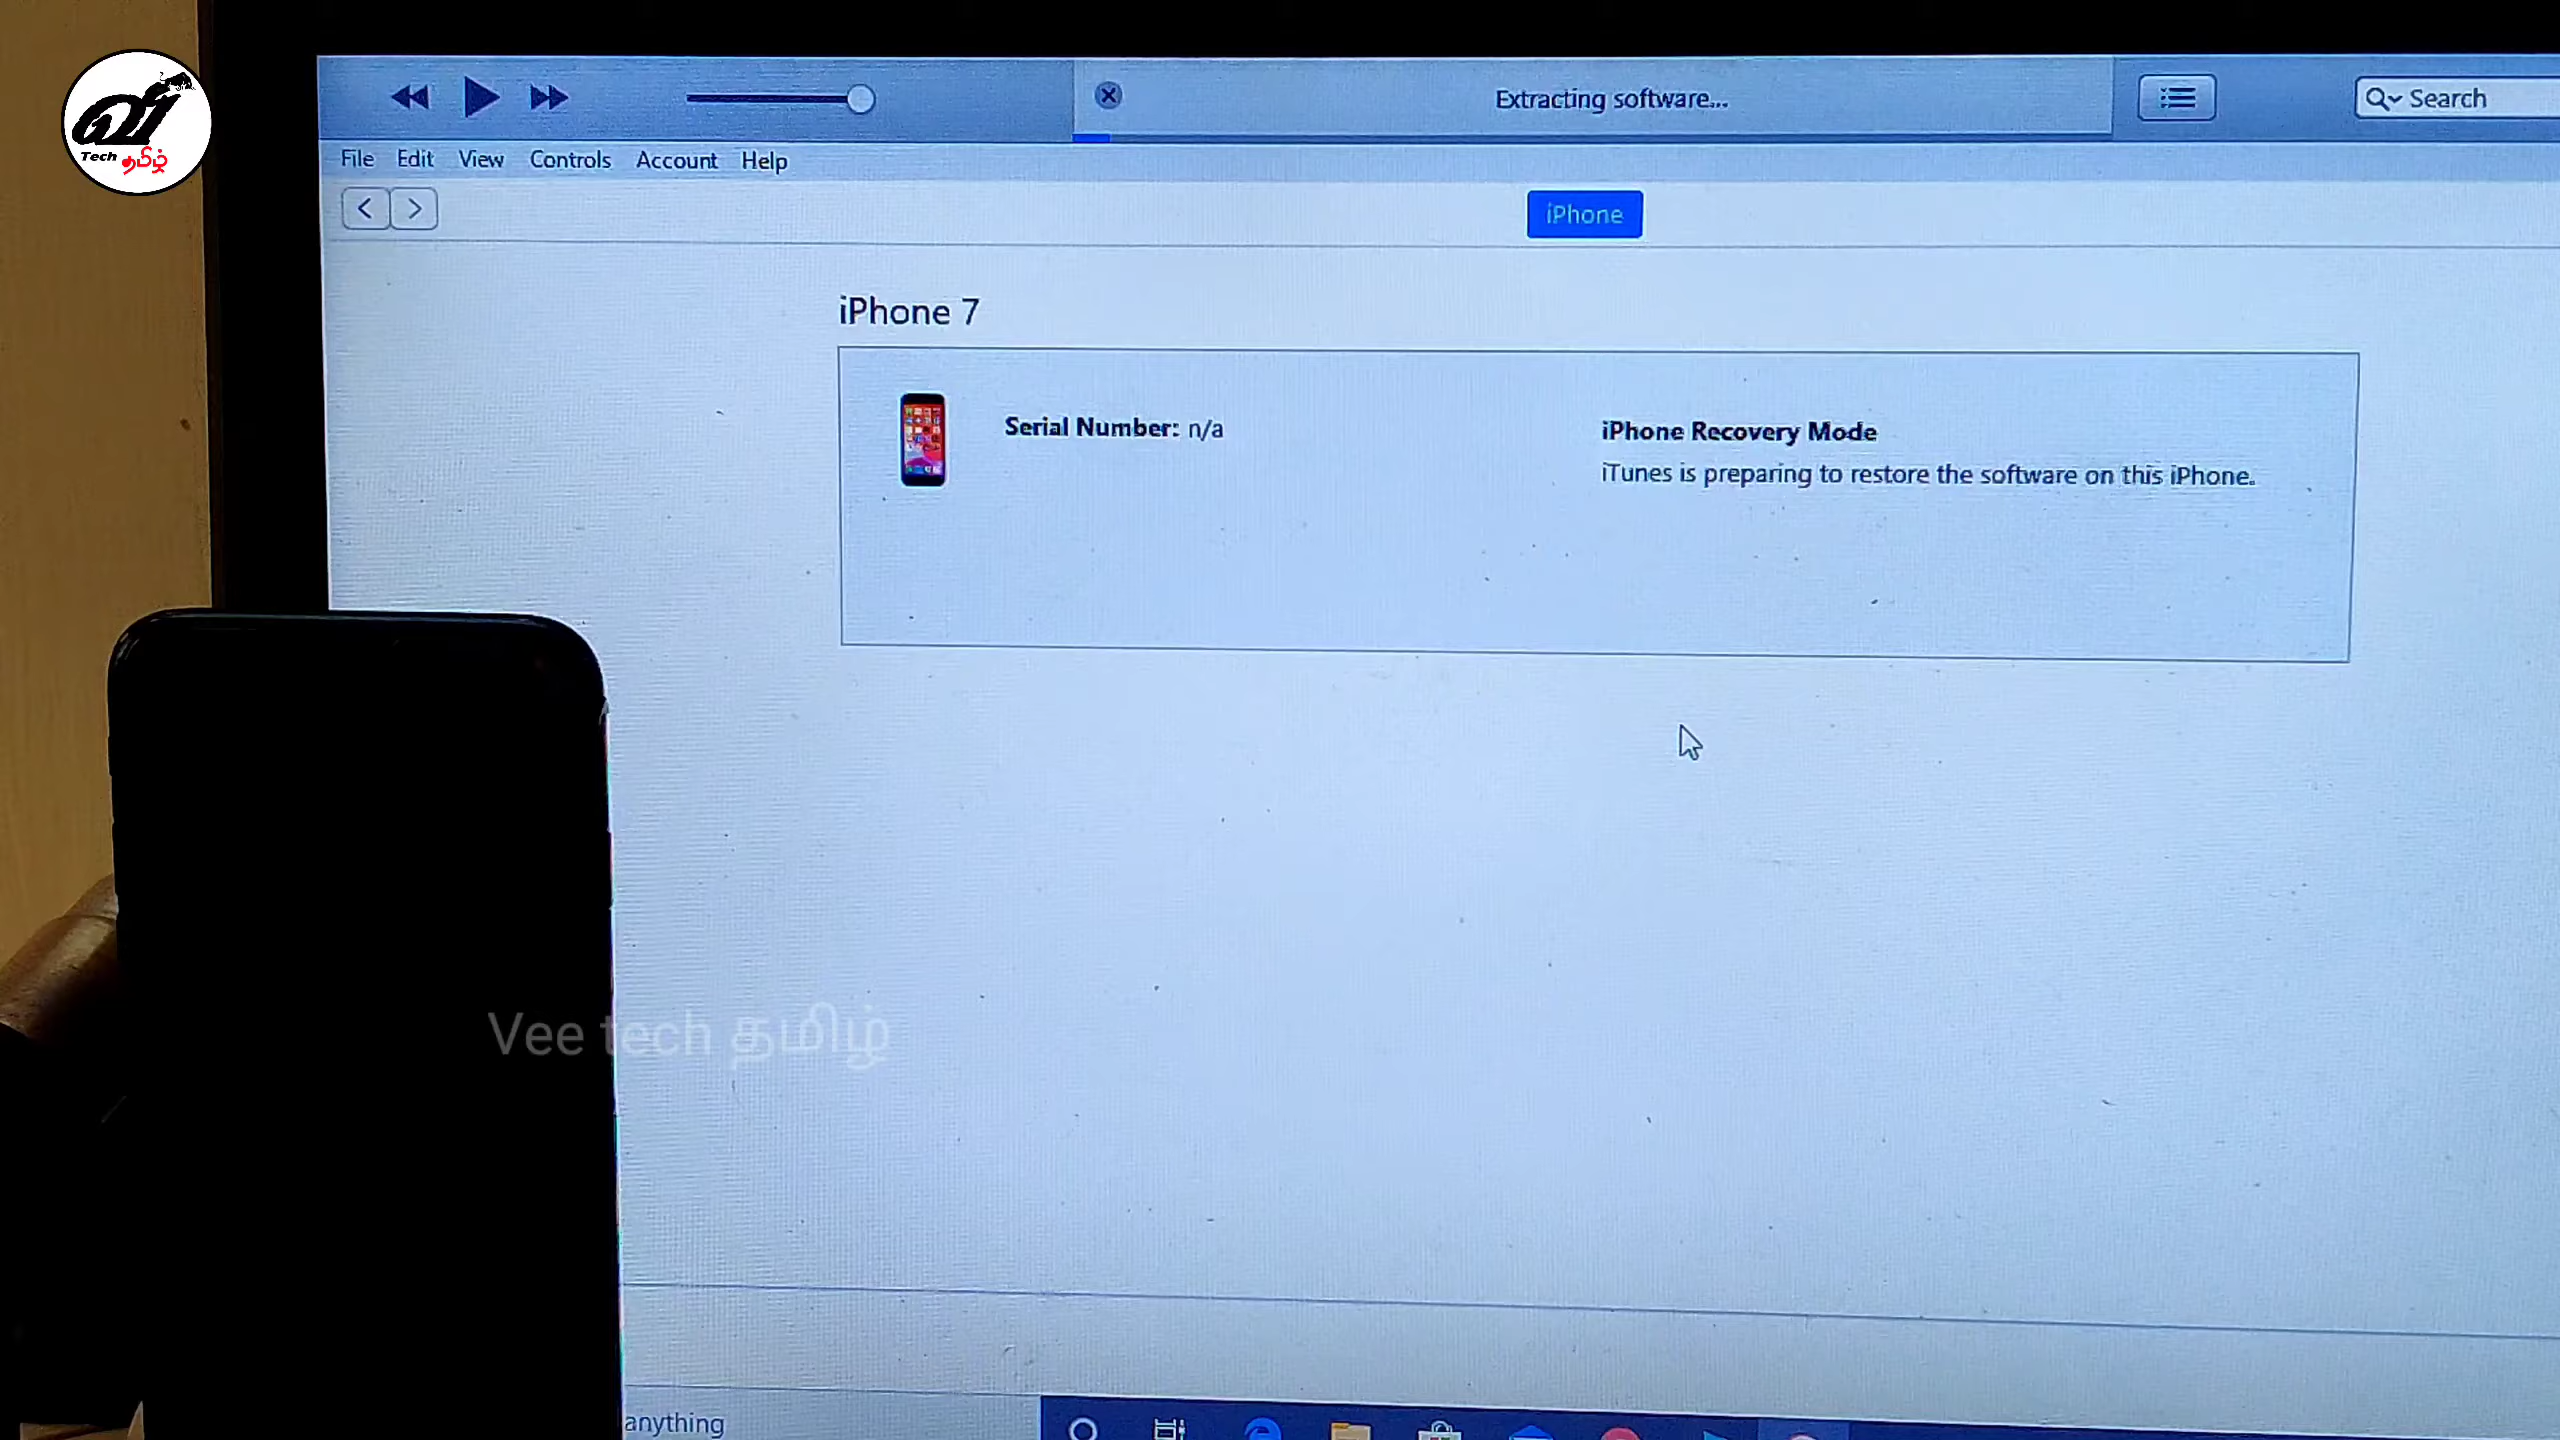 வீ
Tech தமிழ்
Extracting software...
Search
File Edit View Controls Account Help
iPhone
iPhone 7
Serial Number: n/a
iPhone Recovery Mode
iTunes is preparing to restore the software on this iPhone.
Vee tech தமிழ்
anything